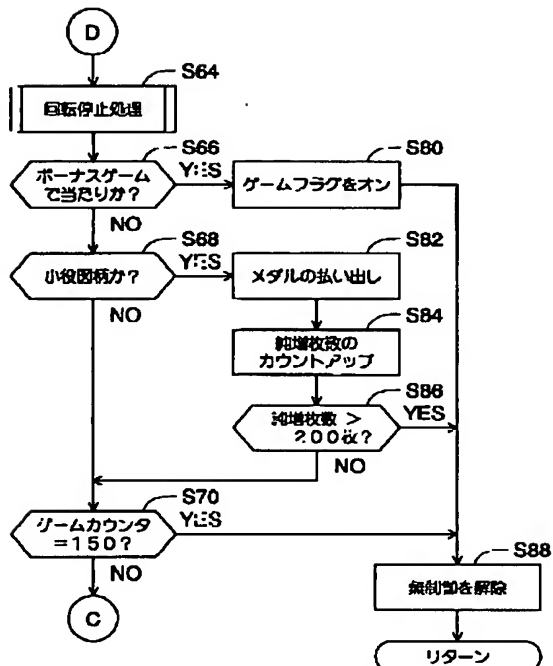 D
S64
回転停止処理
S66
ボーナスゲーム
で当たりか?
YES
NO
S80
ゲームフラグをオン
S68
小役図柄か?
YES
NO
S82
メダルの払い出し
S84
純増枚数の
カウントアップ
S86
純増枚数 >
200枚?
YES
NO
S70
ゲームカウンタ
=150?
YES
NO
C
S88
無制御を解除
リターン